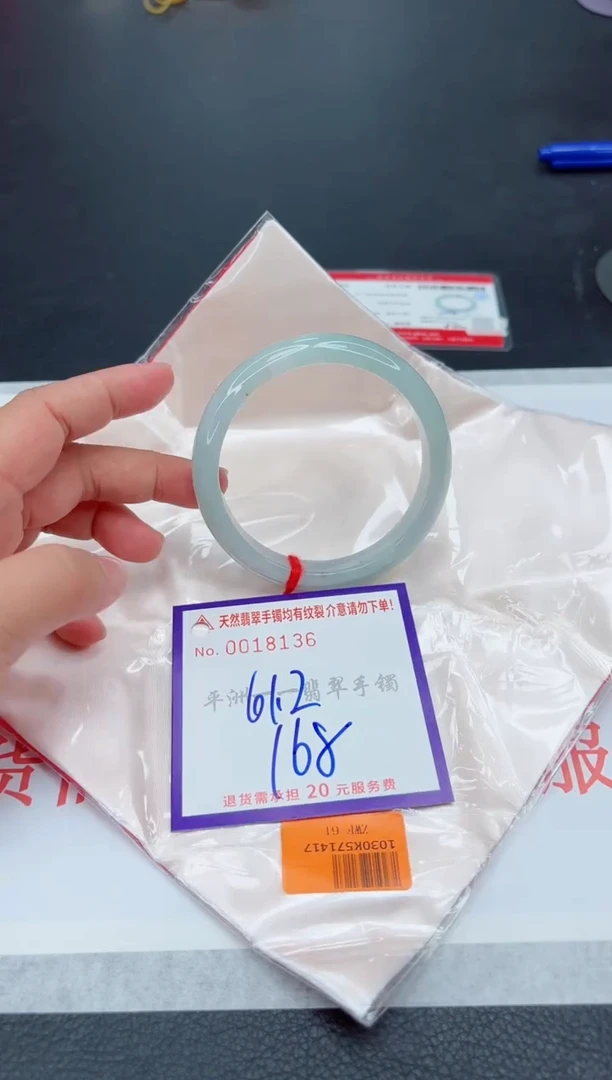 天然翡翠手镯均有纹裂介意请勿下单!
No. 0018136
平洲——翡翠手镯
61.2
168
退货需承担 20 元服务费
1030K571417
货
服